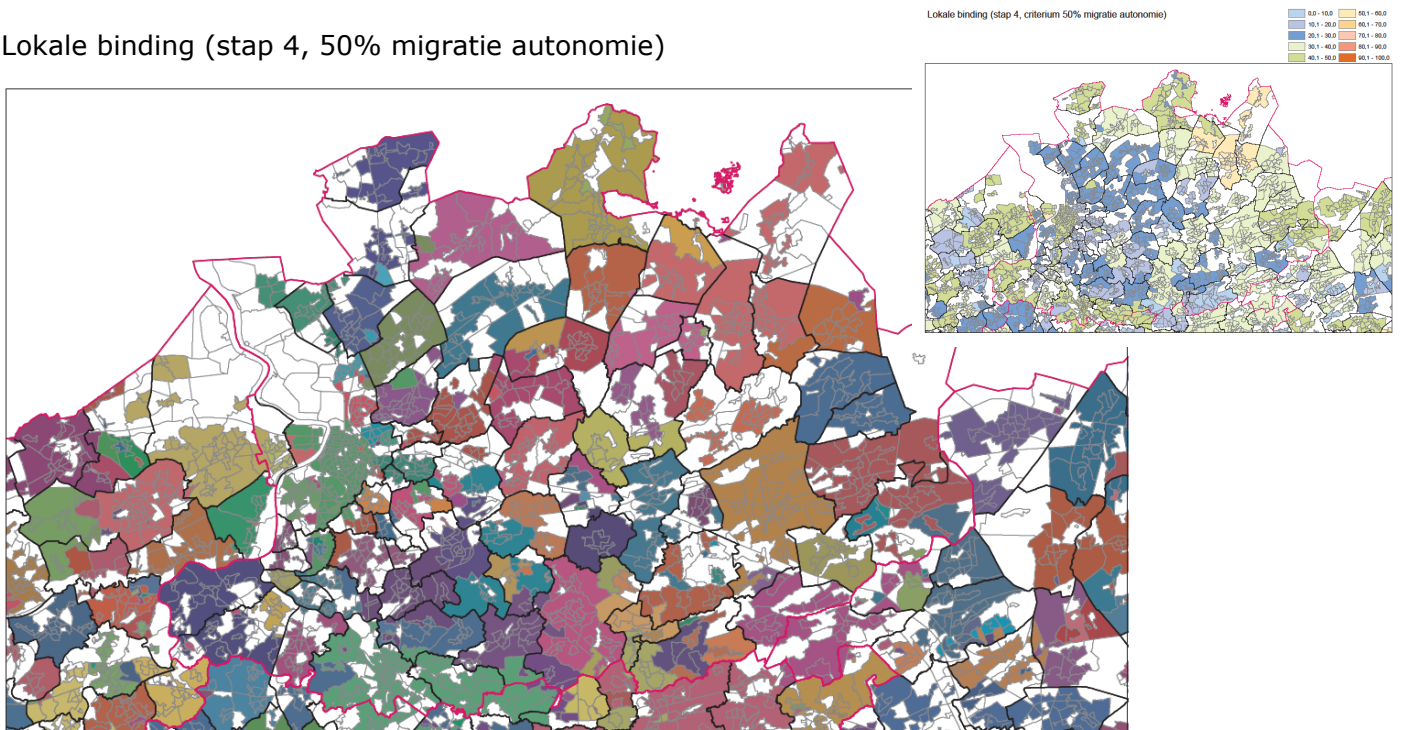 Lokale binding (stap 4, criterium 50% migratie autonomie)
0,0 - 10,0 50,1 - 60,0
10,1 - 20,0 60,1 - 70,0
20,1 - 30,0 70,1 - 80,0
30,1 - 40,0 80,1 - 90,0
40,1 - 50,0 90,1 - 100,0
Lokale binding (stap 4, 50% migratie autonomie)